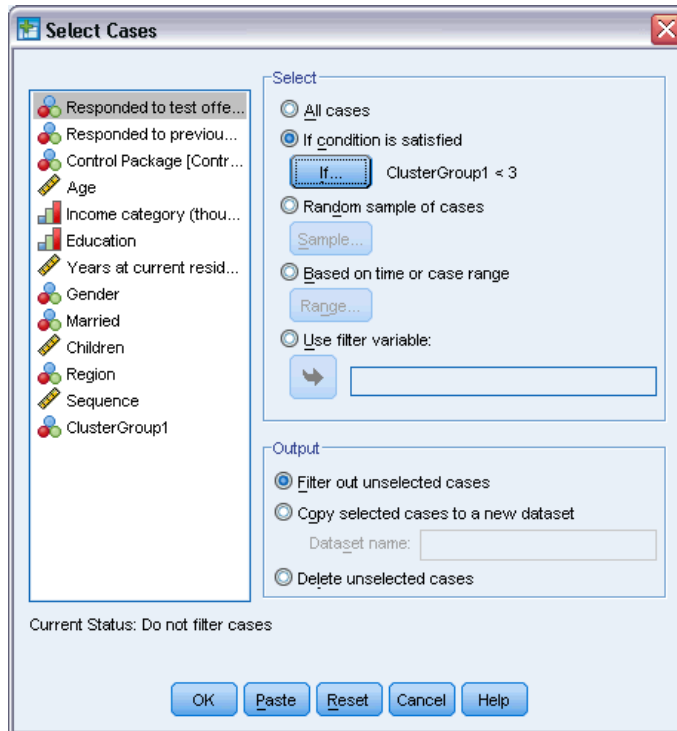 Select Cases
Responded to test offe...
Responded to previou...
Control Package [Contr...
Age
Income category (thou...
Education
Years at current resid...
Gender
Married
Children
Region
Sequence
ClusterGroup1
Select
All cases
If condition is satisfied
If... ClusterGroup1 < 3
Random sample of cases
Sample...
Based on time or case range
Range...
Use filter variable:
Output
Filter out unselected cases
Copy selected cases to a new dataset
Dataset name:
Delete unselected cases
Current Status: Do not filter cases
OK Paste Reset Cancel Help